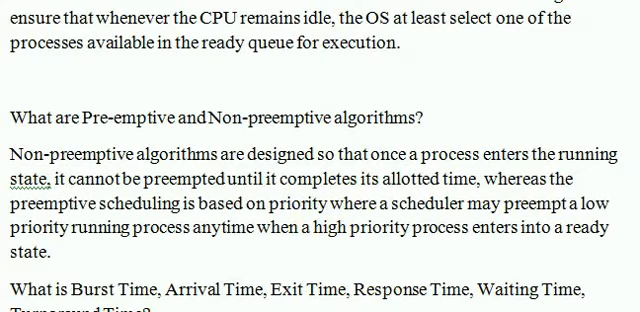 ensure that whenever the CPU remains idle, the OS at least select one of the
processes available in the ready queue for execution.
What are Pre-emptive and Non-preemptive algorithms?
Non-preemptive algorithms are designed so that once a process enters the running
state, it cannot be preempted until it completes its allotted time, whereas the
preemptive scheduling is based on priority where a scheduler may preempt a low
priority running process anytime when a high priority process enters into a ready
state.
What is Burst Time, Arrival Time, Exit Time, Response Time, Waiting Time,
Turnaround Time?